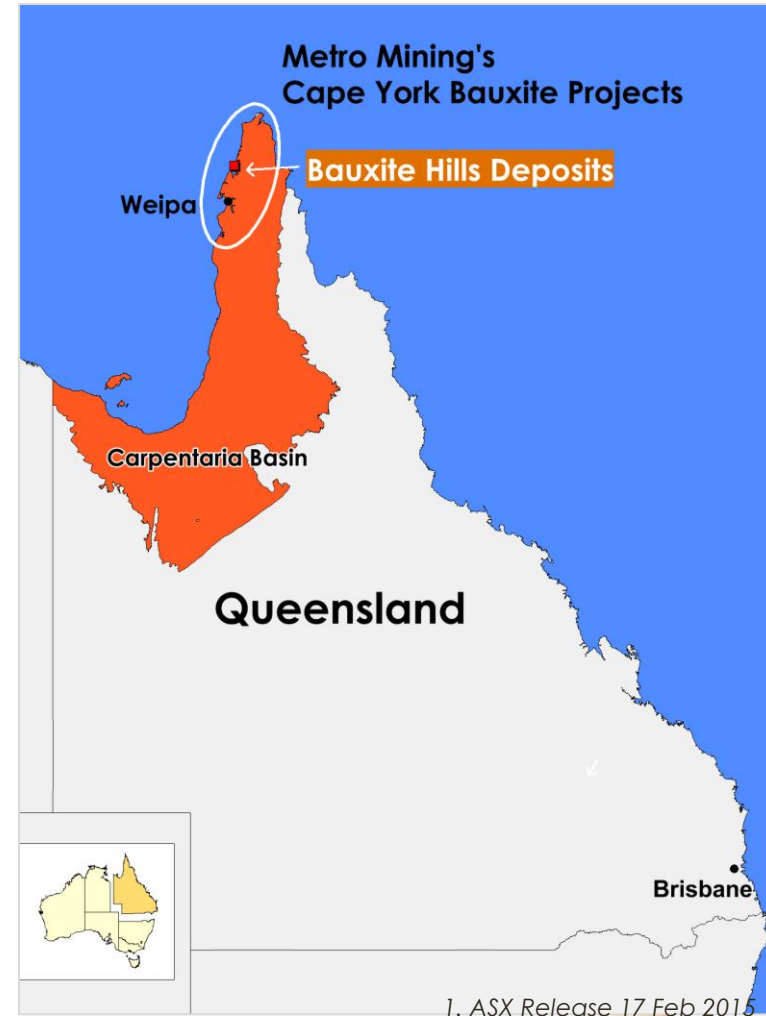 Metro Mining's
Cape York Bauxite Projects
Bauxite Hills Deposits
Weipa
Carpentaria Basin
Queensland
Brisbane
1. ASX Release 17 Feb 2015